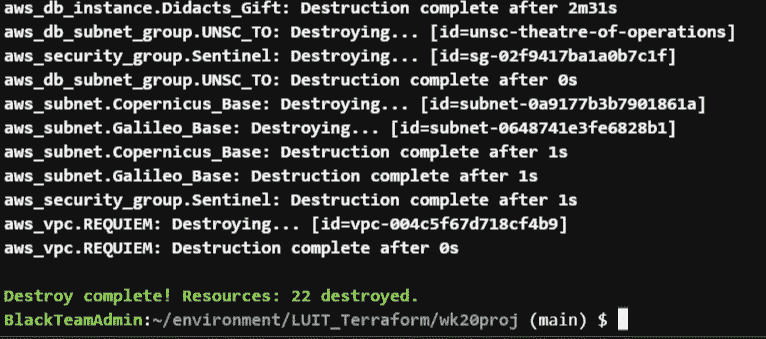 aws_db_instance.Didacts_Gift: Destruction complete after 2m31s
aws_db_subnet_group.UNSC_TO: Destroying... [id=unsc-theatre-of-operations]
aws_security_group.Sentinel: Destroying... [id=sg-02f9417ba1a0b7c1f]
aws_db_subnet_group.UNSC_TO: Destruction complete after 0s
aws_subnet.Copernicus_Base: Destroying... [id=subnet-0a9177b3b7901861a]
aws_subnet.Galileo_Base: Destroying... [id=subnet-0648741e3fe6828b1]
aws_subnet.Copernicus_Base: Destruction complete after 1s
aws_subnet.Galileo_Base: Destruction complete after 1s
aws_security_group.Sentinel: Destruction complete after 1s
aws_vpc.REQUIEM: Destroying... [id=vpc-004c5f67d718cf4b9]
aws_vpc.REQUIEM: Destruction complete after 0s
Destroy complete! Resources: 22 destroyed.
BlackTeamAdmin:~/environment/LUIT_Terraform/wk20proj (main) $